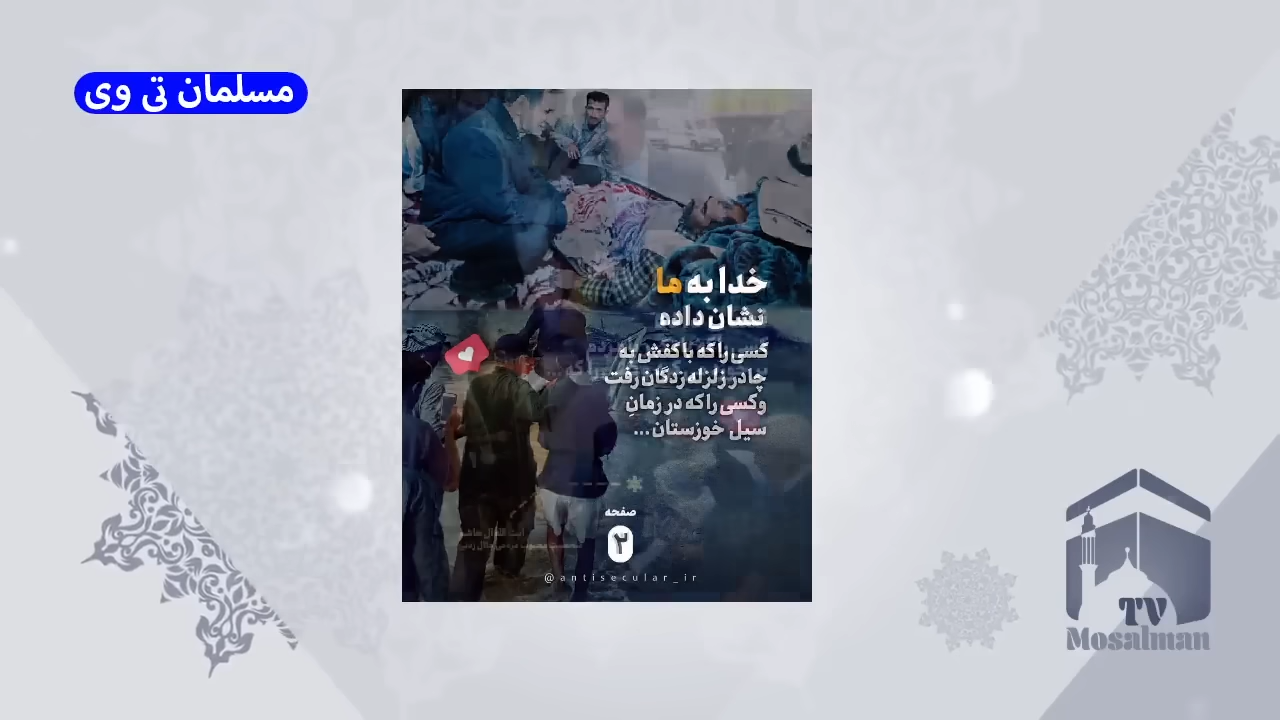 مسلمان تی وی
خدا به ما
نشان داده
کسی را که با کفش به
چادر زلزله‌زدگان رفت
و کسی را که در زمانِ
سیل خوزستان...
صفحه
۲
@antisecular_ir
TV
Mosalman